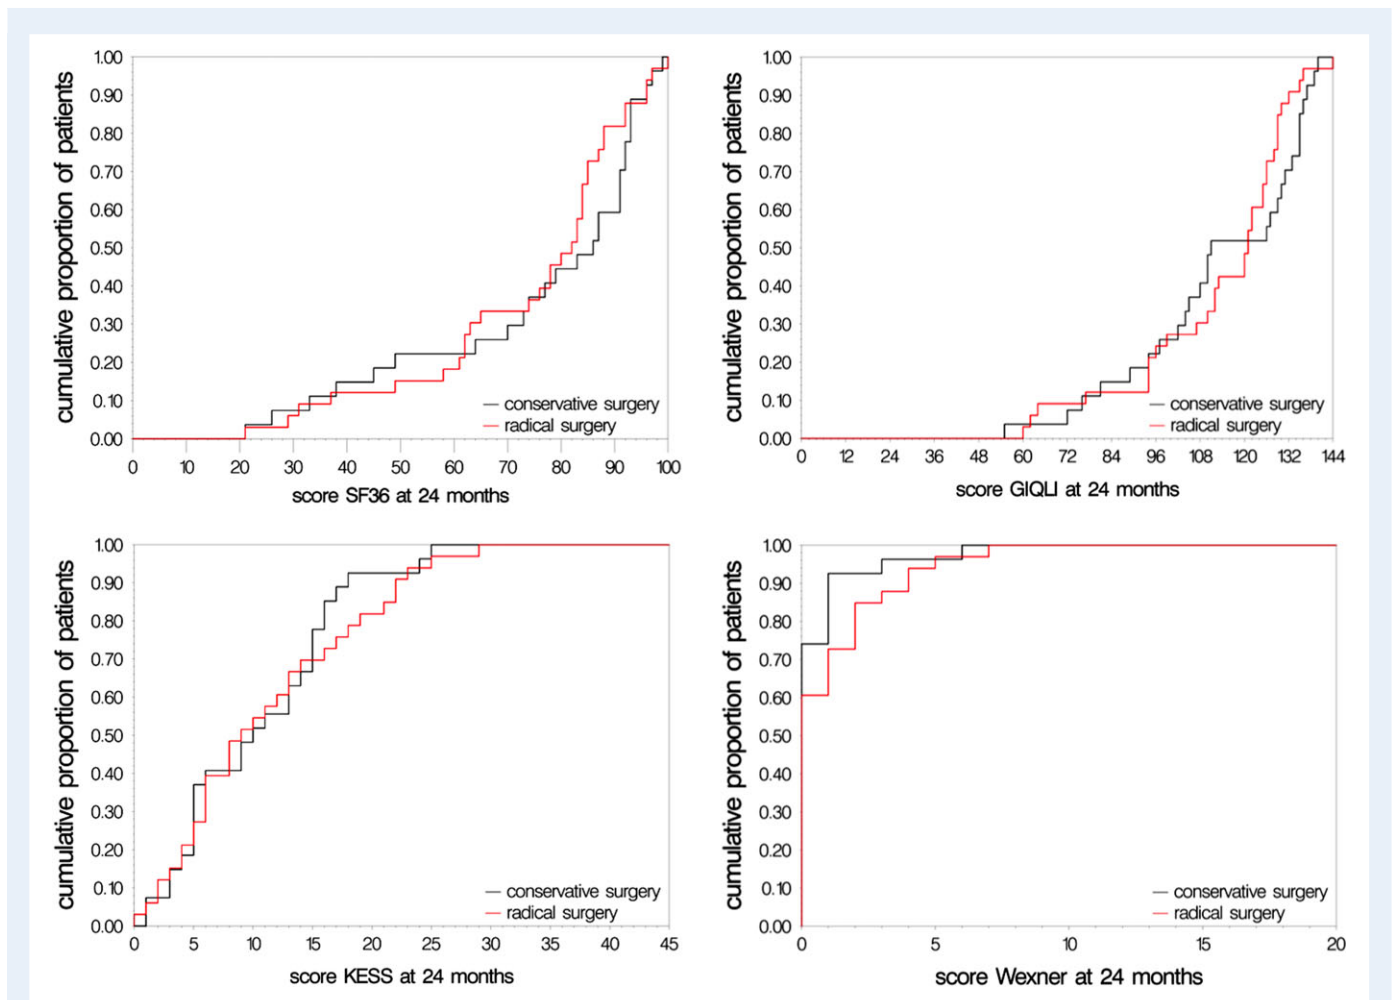 1.00
0.90
0.80
0.70
0.60
0.50
0.40
0.30
0.20
0.10
0.00
cumulative proportion of patients
conservative surgery
radical surgery
0 10 20 30 40 50 60 70 80 90 100
score SF36 at 24 months
1.00
0.90
0.80
0.70
0.60
0.50
0.40
0.30
0.20
0.10
0.00
cumulative proportion of patients
conservative surgery
radical surgery
0 12 24 36 48 60 72 84 96 108 120 132 144
score GIQLI at 24 months
1.00
0.90
0.80
0.70
0.60
0.50
0.40
0.30
0.20
0.10
0.00
cumulative proportion of patients
conservative surgery
radical surgery
0 5 10 15 20 25 30 35 40 45
score KESS at 24 months
1.00
0.90
0.80
0.70
0.60
0.50
0.40
0.30
0.20
0.10
0.00
cumulative proportion of patients
conservative surgery
radical surgery
0 5 10 15 20
score Wexner at 24 months